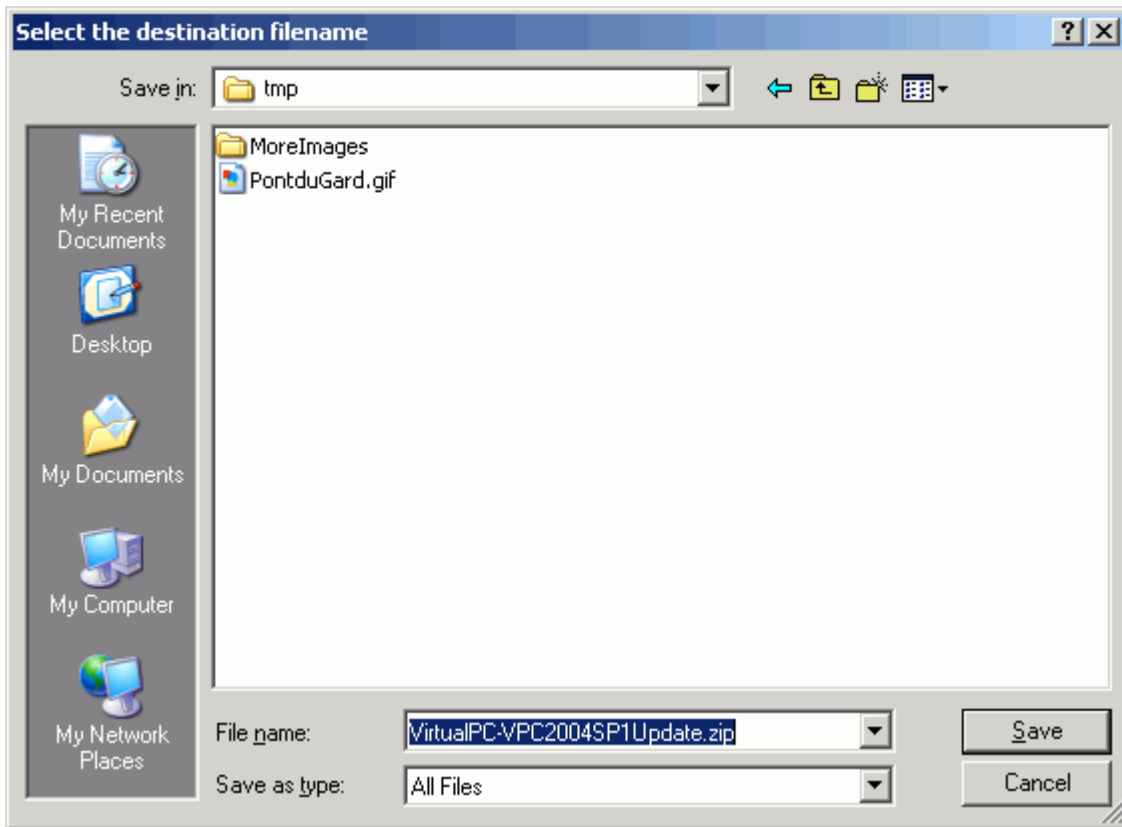 Select the destination filename
Save in: tmp
MoreImages
PontduGard.gif
My Recent
Documents
Desktop
My Documents
My Computer
My Network
Places
File name: VirtualPC-VPC2004SP1Update.zip Save
Save as type: All Files Cancel